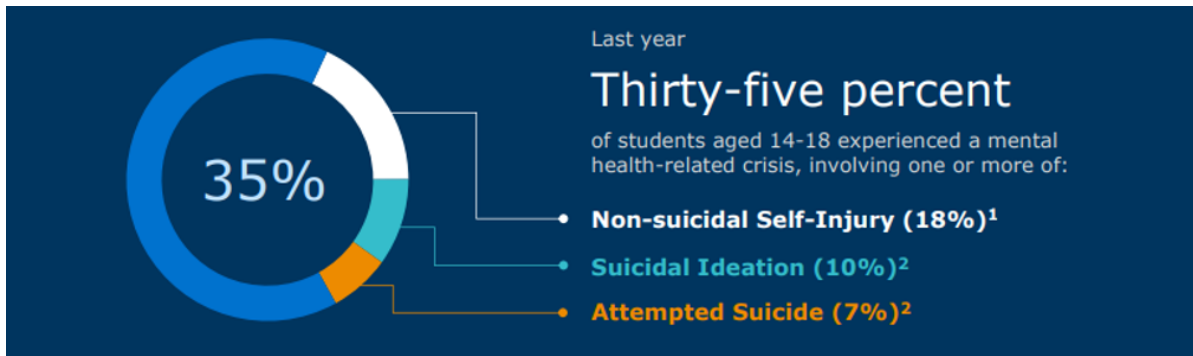 35%
Last year
Thirty-five percent
of students aged 14-18 experienced a mental
health-related crisis, involving one or more of:
Non-suicidal Self-Injury (18%)¹
Suicidal Ideation (10%)²
Attempted Suicide (7%)²